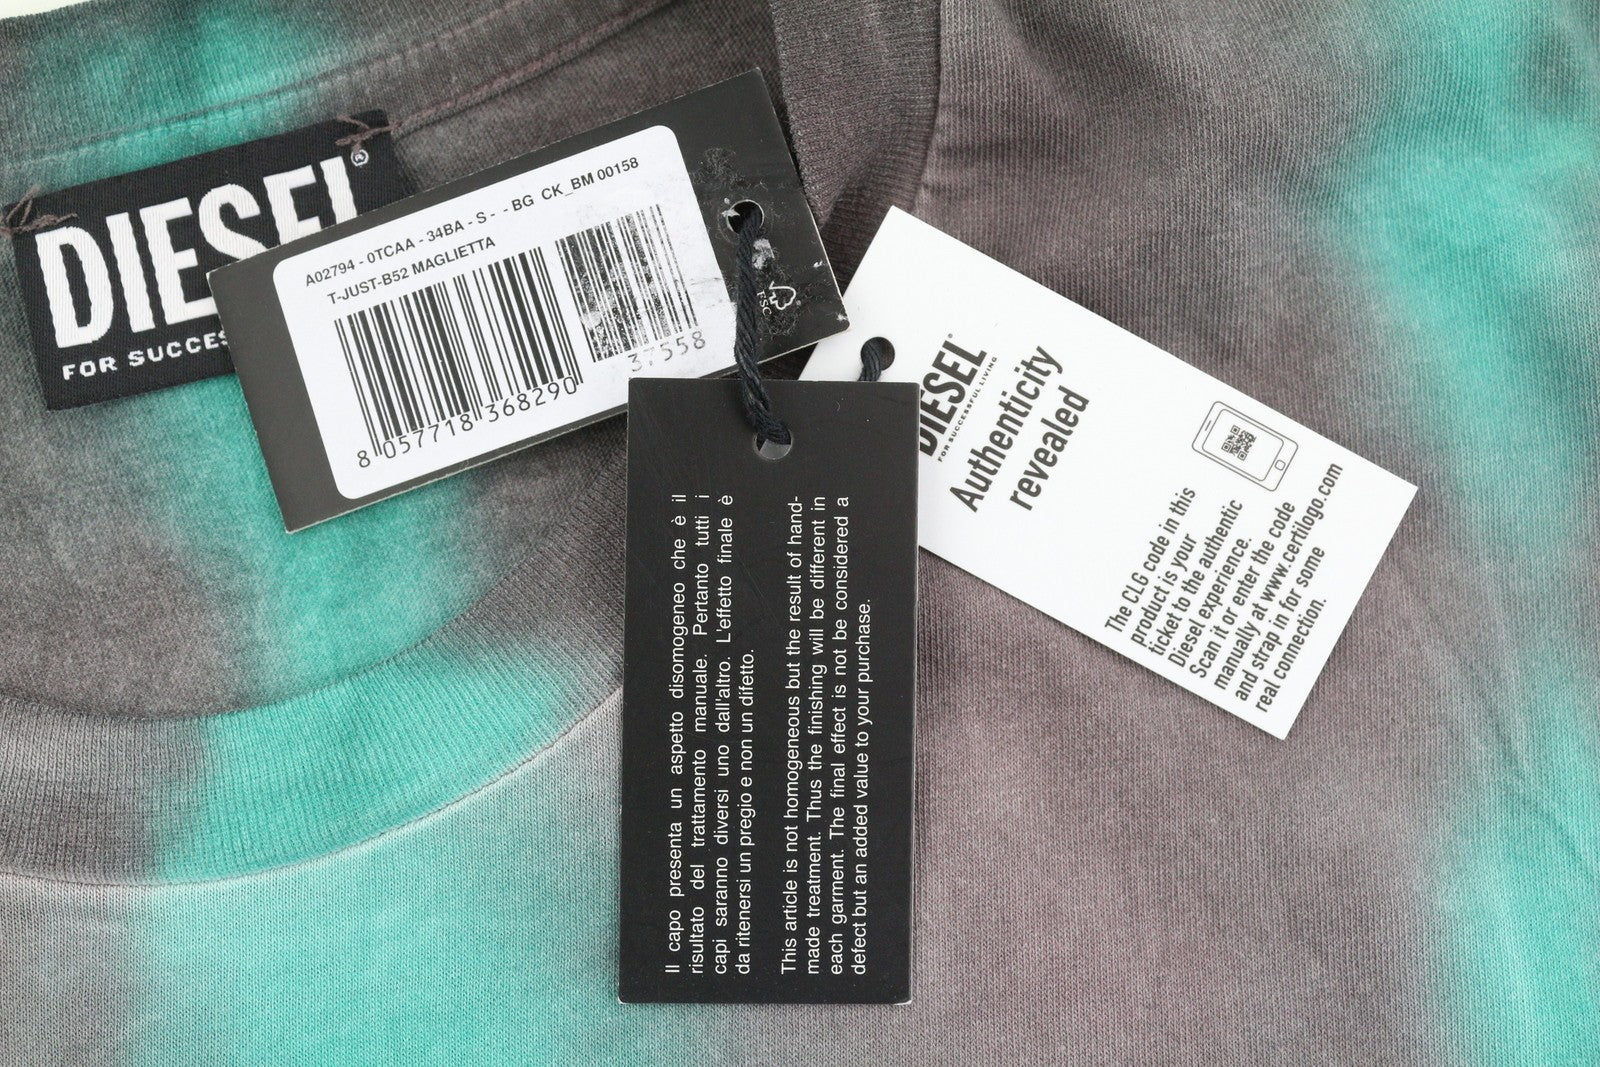 DIESEL®
FOR SUCCES
A02794 - 0TCAA - 34BA - S - - BG CK_BM 00158
T-JUST-B52 MAGLIETTA
8 057718 368290
37558
FSC
Il capo presenta un aspetto disomogeneo che è il
risultato del trattamento manuale. Pertanto tutti i
capi saranno diversi uno dall'altro. L'effetto finale è
da ritenersi un pregio e non un difetto.
This article is not homogeneous but the result of hand-
made treatment. Thus the finishing will be different in
each garment. The final effect is not be considered a
defect but an added value to your purchase.
DIESEL
FOR SUCCESSFUL LIVING
Authenticity
revealed
The CLG code in this
product is your
ticket to the authentic
Diesel experience.
Scan it or enter the code
manually at www.certilogo.com
and strap in for some
real connection.